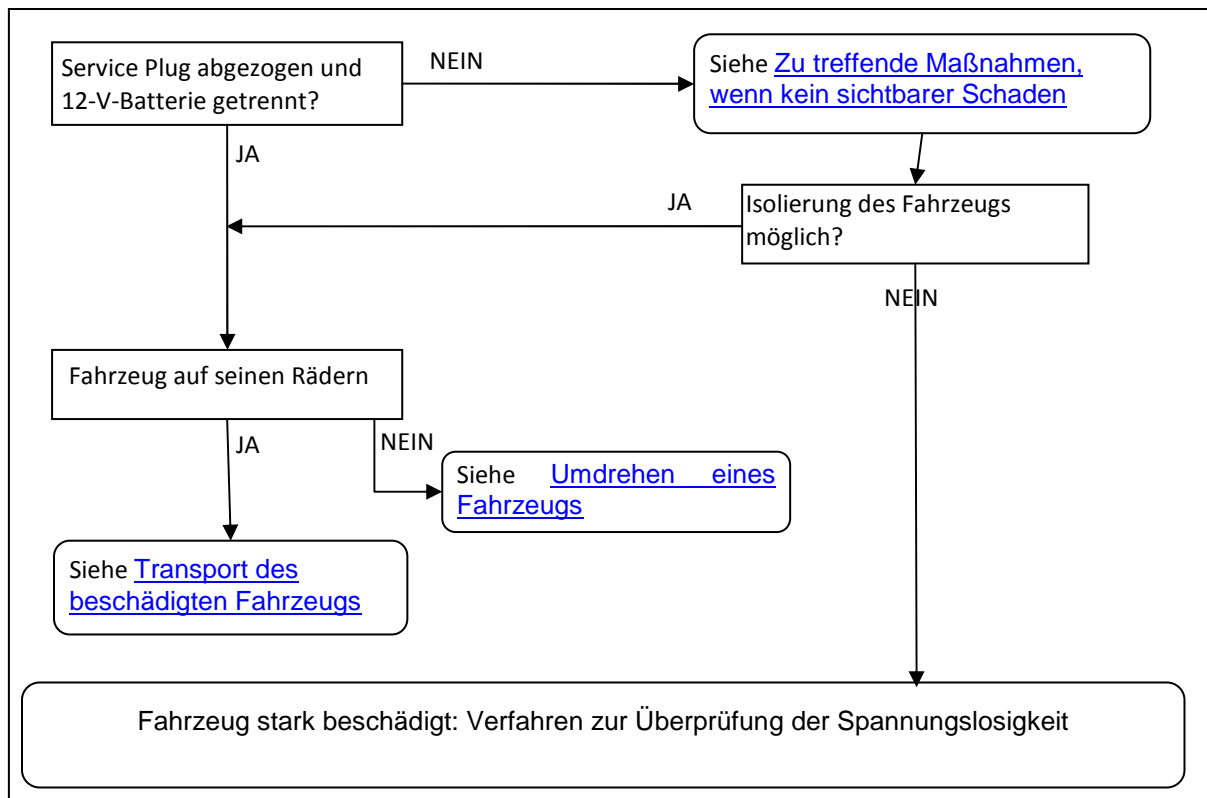 Service Plug abgezogen und
12-V-Batterie getrennt?
NEIN
Siehe Zu treffende Maßnahmen,
wenn kein sichtbarer Schaden
JA
JA
Isolierung des Fahrzeugs
möglich?
NEIN
Fahrzeug auf seinen Rädern
JA
NEIN
Siehe Umdrehen eines
Fahrzeugs
Siehe Transport des
beschädigten Fahrzeugs
Fahrzeug stark beschädigt: Verfahren zur Überprüfung der Spannungslosigkeit